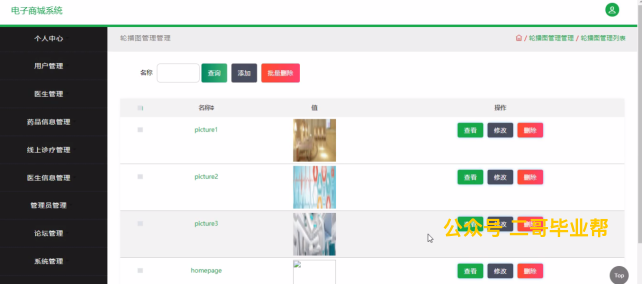 电子商城系统
个人中心
用户管理
医生管理
药品信息管理
线上诊疗管理
医生信息管理
管理员管理
论坛管理
系统管理
轮播图管理管理
/ 轮播图管理管理 / 轮播图管理列表
名称 查询 添加 批量删除
名称 值 操作
picture1 查看 修改 删除
picture2 查看 修改 删除
picture3 查看 修改 删除
公众号 二哥毕业帮
homepage 查看 修改 删除
Top